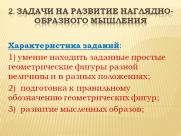 2. ЗАДАЧИ НА РАЗВИТИЕ НАГЛЯДНО-
ОБРАЗНОГО МЫШЛЕНИЯ
Характеристика заданий:
1) умение находить заданные простые
геометрические фигуры разной
величины и в разных положениях;
2) подготовка к правильному
обозначению геометрических фигур;
3) развитие мысленных образов;